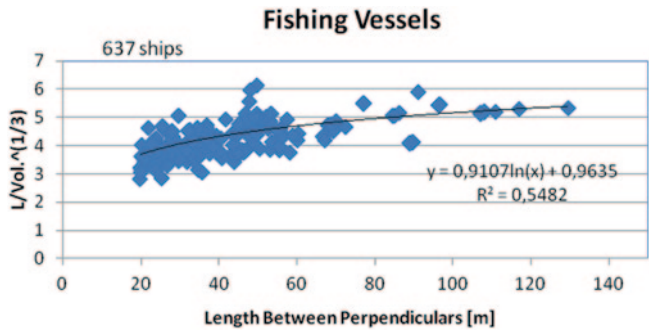 Fishing Vessels
637 ships
7
6
5
4
3
2
1
0
L/Vol.^(1/3)
y = 0,9107ln(x) + 0,9635
R² = 0,5482
0 20 40 60 80 100 120 140
Length Between Perpendiculars [m]